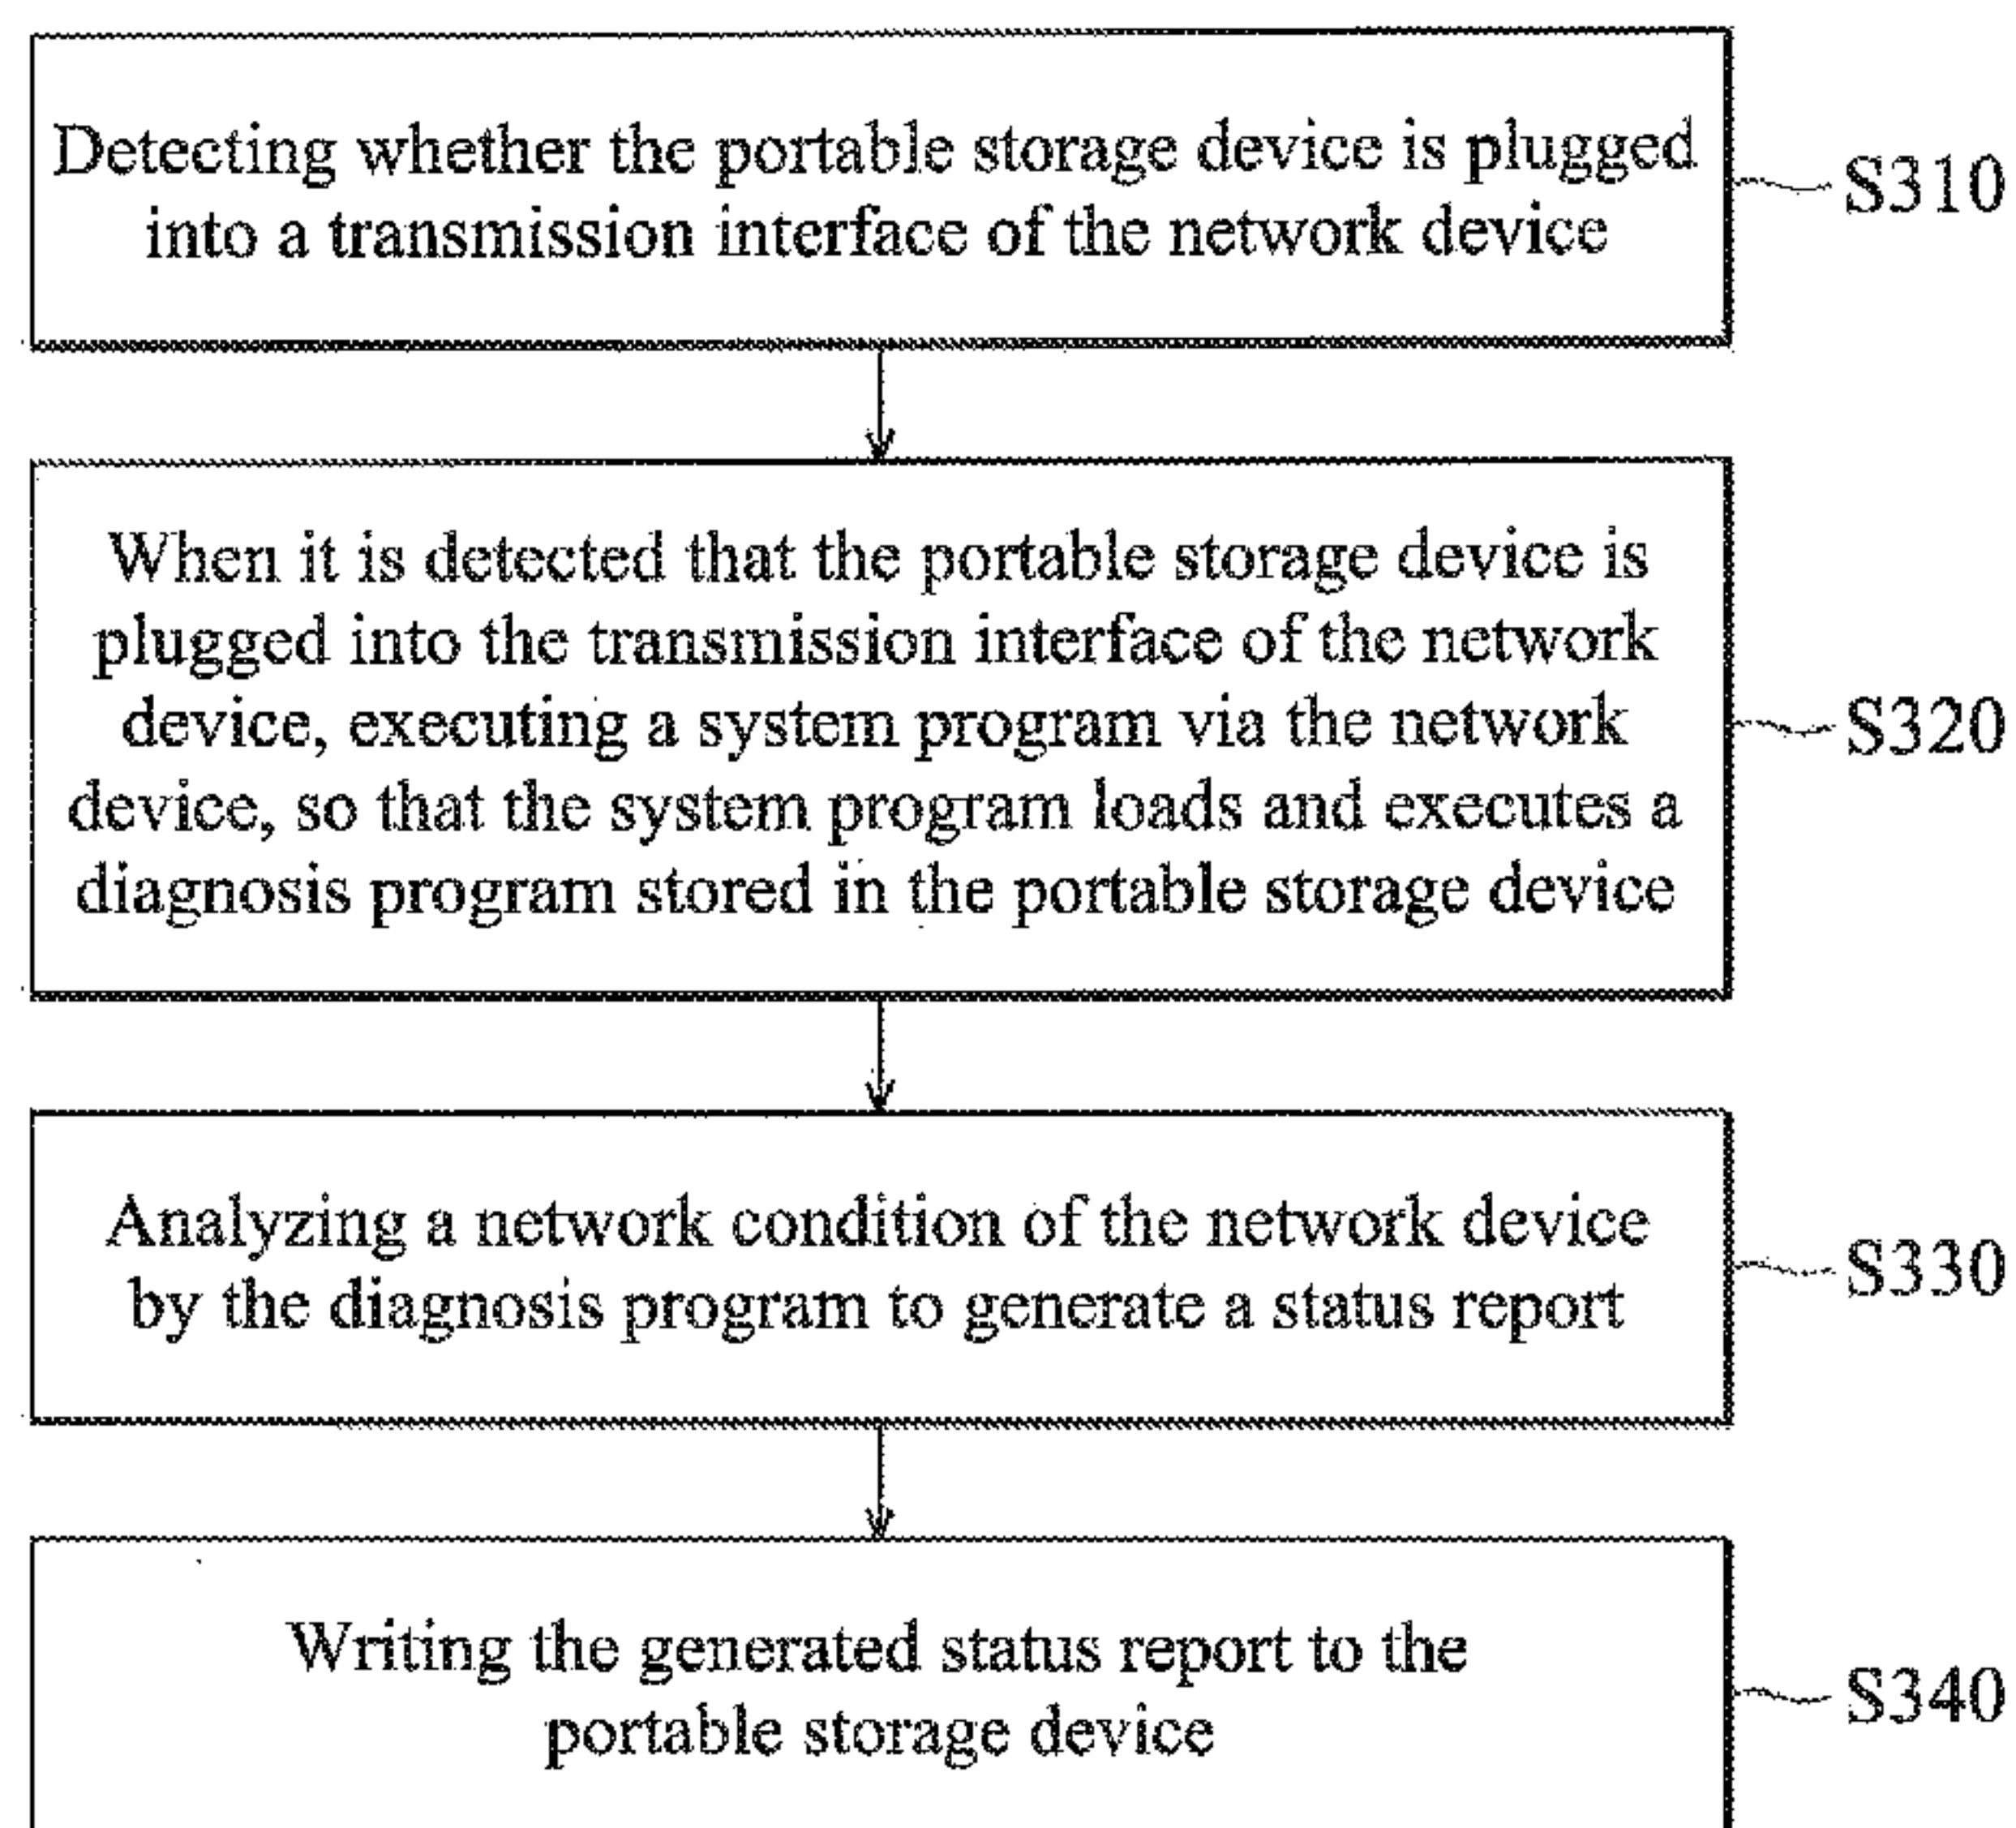 Detecting whether the portable storage device is plugged
into a transmission interface of the network device
S310
When it is detected that the portable storage device is
plugged into the transmission interface of the network
device, executing a system program via the network
device, so that the system program loads and executes a
diagnosis program stored in the portable storage device
S320
Analyzing a network condition of the network device
by the diagnosis program to generate a status report
S330
Writing the generated status report to the
portable storage device
S340